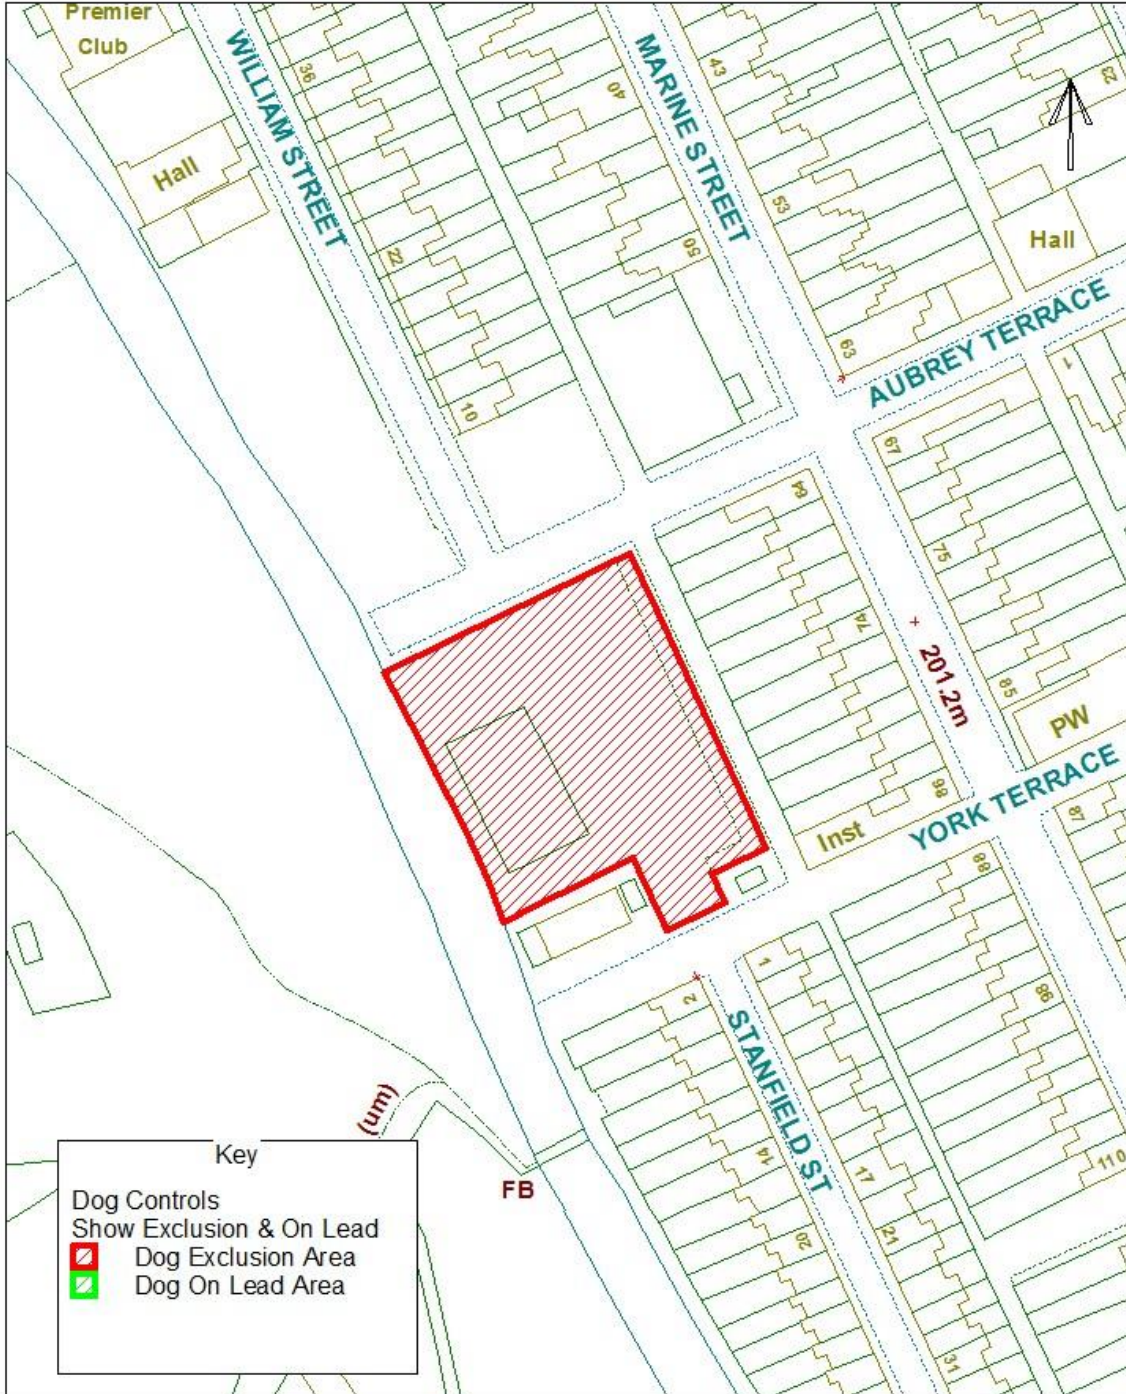 Premier
Club
WILLIAM STREET
36
40
MARINE STREET
43
22
Hall
53
22
50
Hall
63
AUBREY TERRACE
1
10
67
64
75
74
201.2m
85
PW
86
Inst
YORK TERRACE
87
88
1
2
98
STANFIELD ST
(um)
14
17
110
FB
20
21
31
Key
Dog Controls
Show Exclusion & On Lead
Dog Exclusion Area
Dog On Lead Area